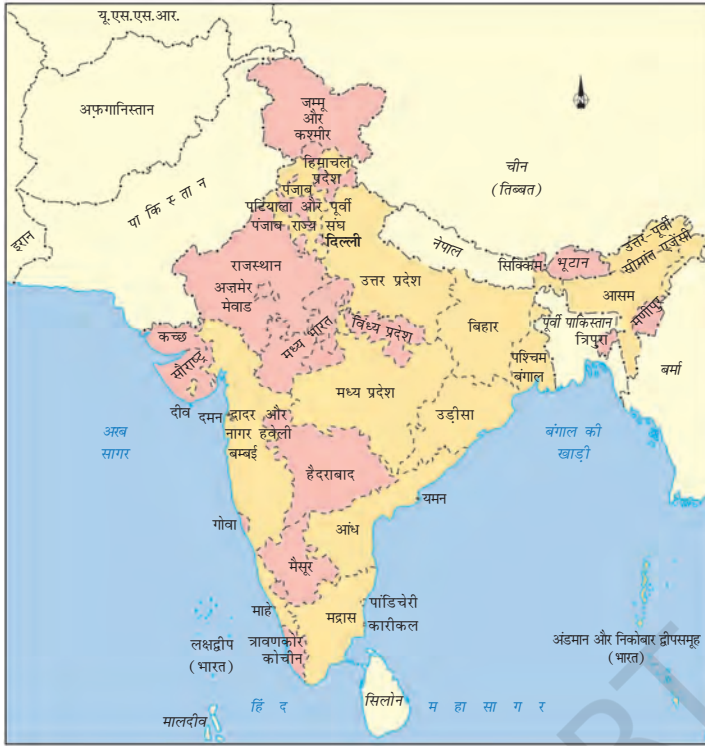 यू.एस.एस.आर.
अफ़गानिस्तान
जम्मू
और
कश्मीर
हिमाचल
प्रदेश
चीन
(तिब्बत)
पंजाब
पाकिस्तान
पटियाला और पूर्वी
पंजाब राज्य संघ
दिल्ली
ईरान
नेपाल
उत्तर-पूर्वी
सीमांत एजेंसी
सिक्किम
भूटान
राजस्थान
उत्तर प्रदेश
अजमेर
मेवाड
आसम
बिहार
पूर्वी पाकिस्तान
मणीपुर
त्रिपुरा
कच्छ
मध्य भारत
विंध्य प्रदेश
सौराष्ट्र
पश्चिम
बंगाल
बर्मा
मध्य प्रदेश
उड़ीसा
दीव
दमन
दादर और
नागर हवेली
बम्बई
अरब
सागर
बंगाल की
खाड़ी
हैदराबाद
यमन
गोवा
आंध्र
मैसूर
माहे
मद्रास
पांडिचेरी
कारीकल
लक्षद्वीप
(भारत)
त्रावणकोर
कोचीन
अंडमान और निकोबार द्वीपसमूह
(भारत)
सिलोन
हिंद महासागर
मालदीव